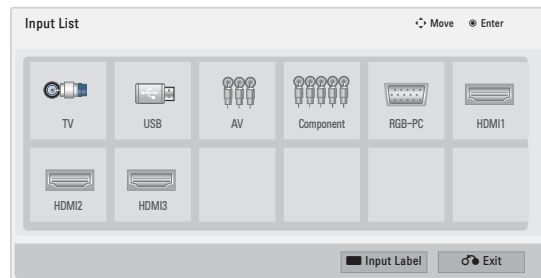 Input List
Move Enter
TV USB AV Component RGB-PC HDMI1
HDMI2 HDMI3
Input Label Exit